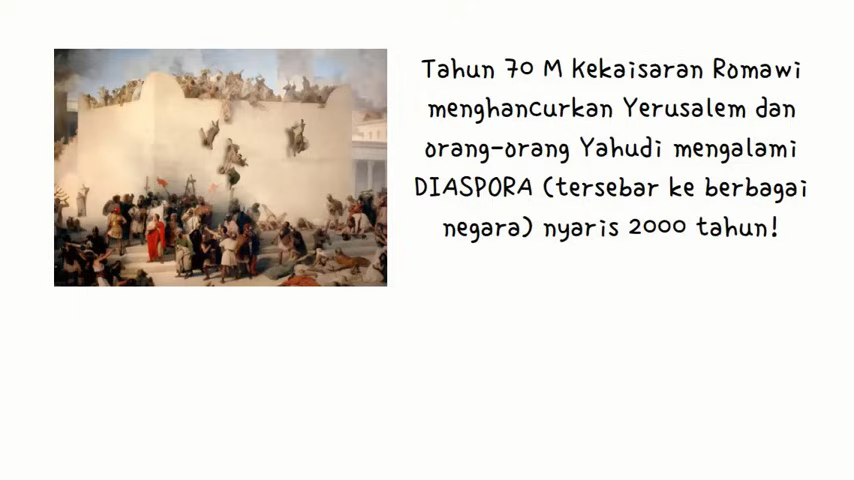 Tahun 70 M Kekaisaran Romawi
menghancurkan Yerusalem dan
orang-orang Yahudi mengalami
DIASPORA (tersebar ke berbagai
negara) nyaris 2000 tahun!